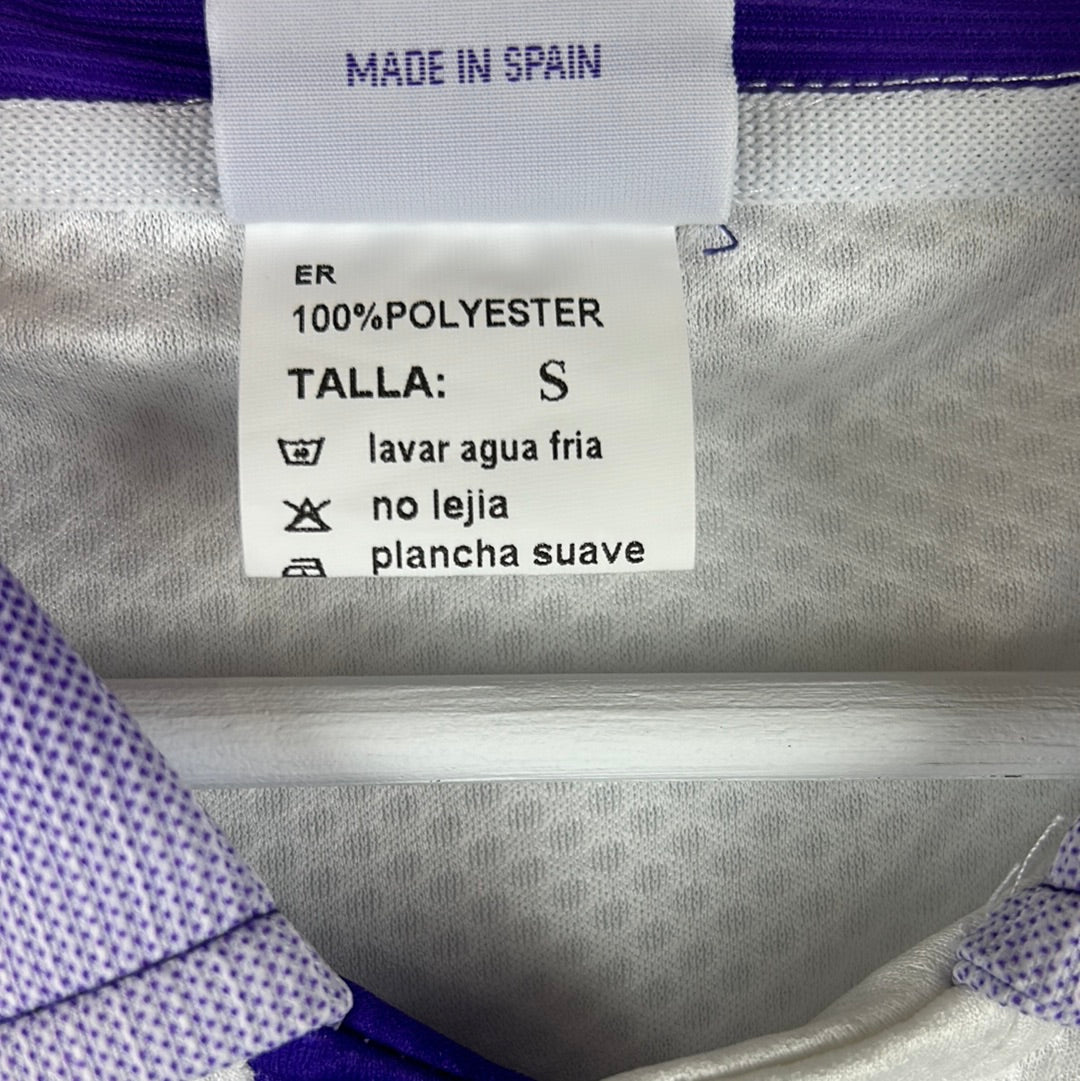 MADE IN SPAIN
ER
100%POLYESTER
TALLA: S
lavar agua fria
no lejia
plancha suave